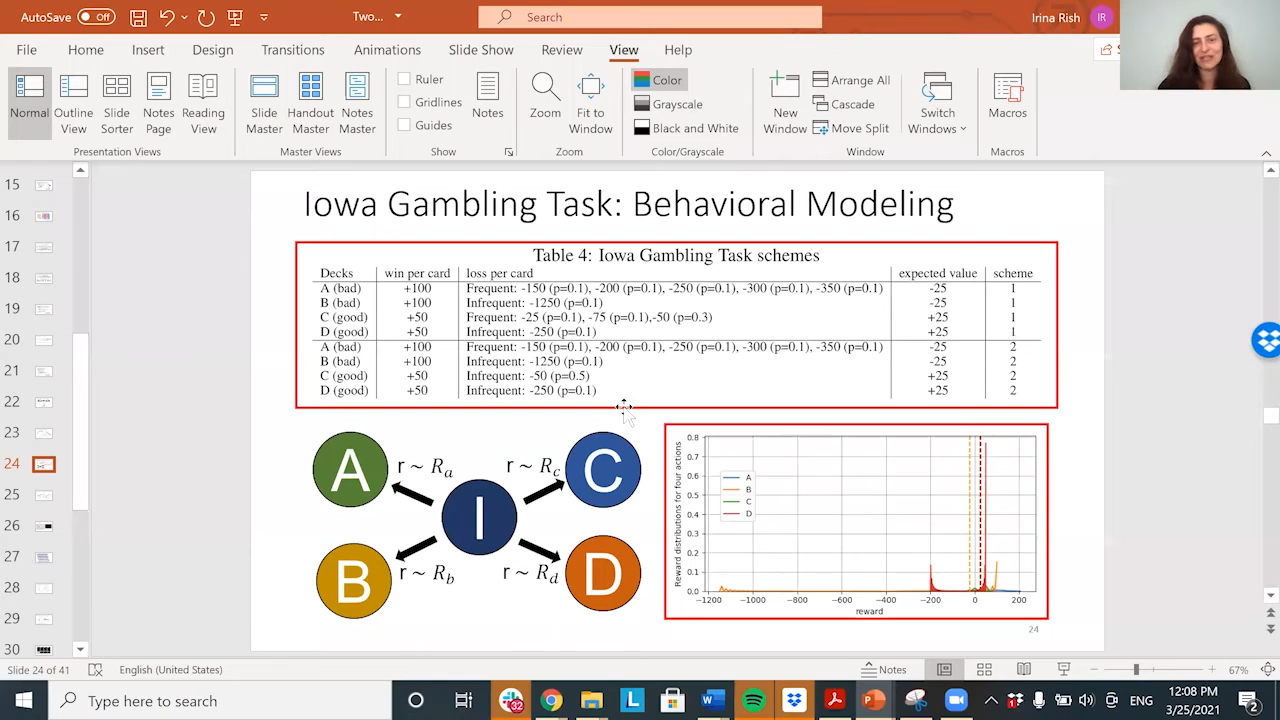 AutoSave Off Two... Search Irina Rish IR
File Home Insert Design Transitions Animations Slide Show Review View Help
Normal Outline View Slide Sorter Notes Page Reading View
Presentation Views
Slide Master Handout Master Notes Master
Master Views
Ruler
Gridlines
Guides
Show
Notes
Zoom Fit to Window
Zoom
Color
Grayscale
Black and White
Color/Grayscale
New Window
Arrange All
Cascade
Move Split
Switch Windows
Window
Macros
Macros
15
16
17
18
19
20
21
22
23
24
25
26
27
28
29
30
Iowa Gambling Task: Behavioral Modeling
Table 4: Iowa Gambling Task schemes
Decks win per card loss per card expected value scheme
A (bad) +100 Frequent: -150 (p=0.1), -200 (p=0.1), -250 (p=0.1), -300 (p=0.1), -350 (p=0.1) -25 1
B (bad) +100 Infrequent: -1250 (p=0.1) -25 1
C (good) +50 Frequent: -25 (p=0.1), -75 (p=0.1),-50 (p=0.3) +25 1
D (good) +50 Infrequent: -250 (p=0.1) +25 1
A (bad) +100 Frequent: -150 (p=0.1), -200 (p=0.1), -250 (p=0.1), -300 (p=0.1), -350 (p=0.1) -25 2
B (bad) +100 Infrequent: -1250 (p=0.1) -25 2
C (good) +50 Infrequent: -50 (p=0.5) +25 2
D (good) +50 Infrequent: -250 (p=0.1) +25 2
A r ~ Ra r ~ Rc C
I
B r ~ Rb r ~ Rd D
Reward distributions for four actions
0.8
0.7
0.6
0.5
0.4
0.3
0.2
0.1
0.0
A
B
C
D
−1200 −1000 −800 −600 −400 −200 0 200
reward
24
Slide 24 of 41 English (United States) Notes 67%
Type here to search 32 ENG 12:08 PM 3/25/2021 2